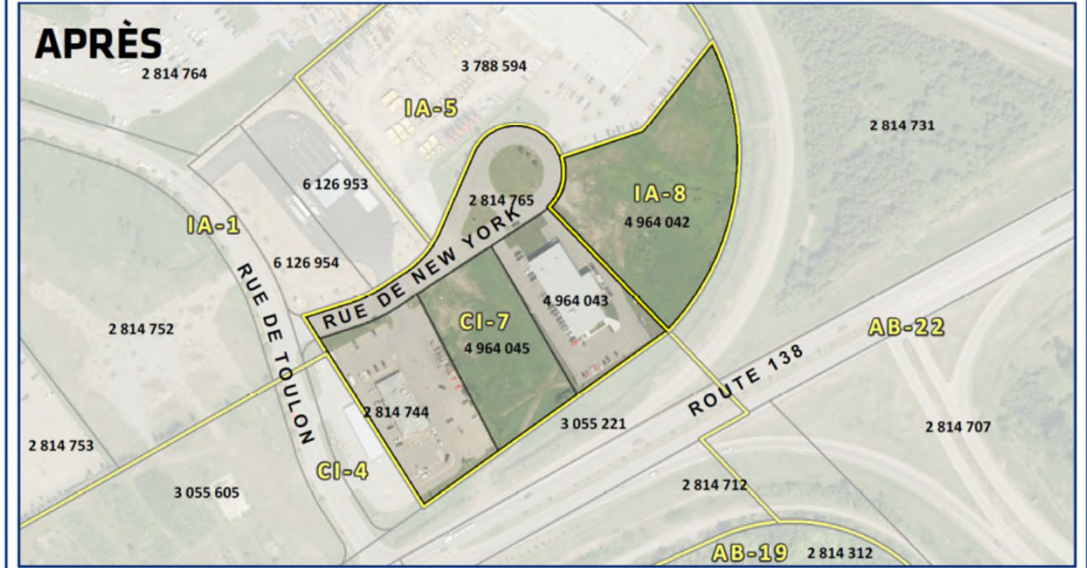 APRÈS
2 814 764
3 788 594
IA-5
2 814 731
6 126 953
2 814 765
IA-8
4 964 042
IA-1
6 126 954
RUE DE NEW YORK
RUE DE TOULON
4 964 043
CI-7
4 964 045
2 814 752
AB-22
ROUTE 138
2 814 744
3 055 221
2 814 707
2 814 753
CI-4
3 055 605
2 814 712
AB-19
2 814 312